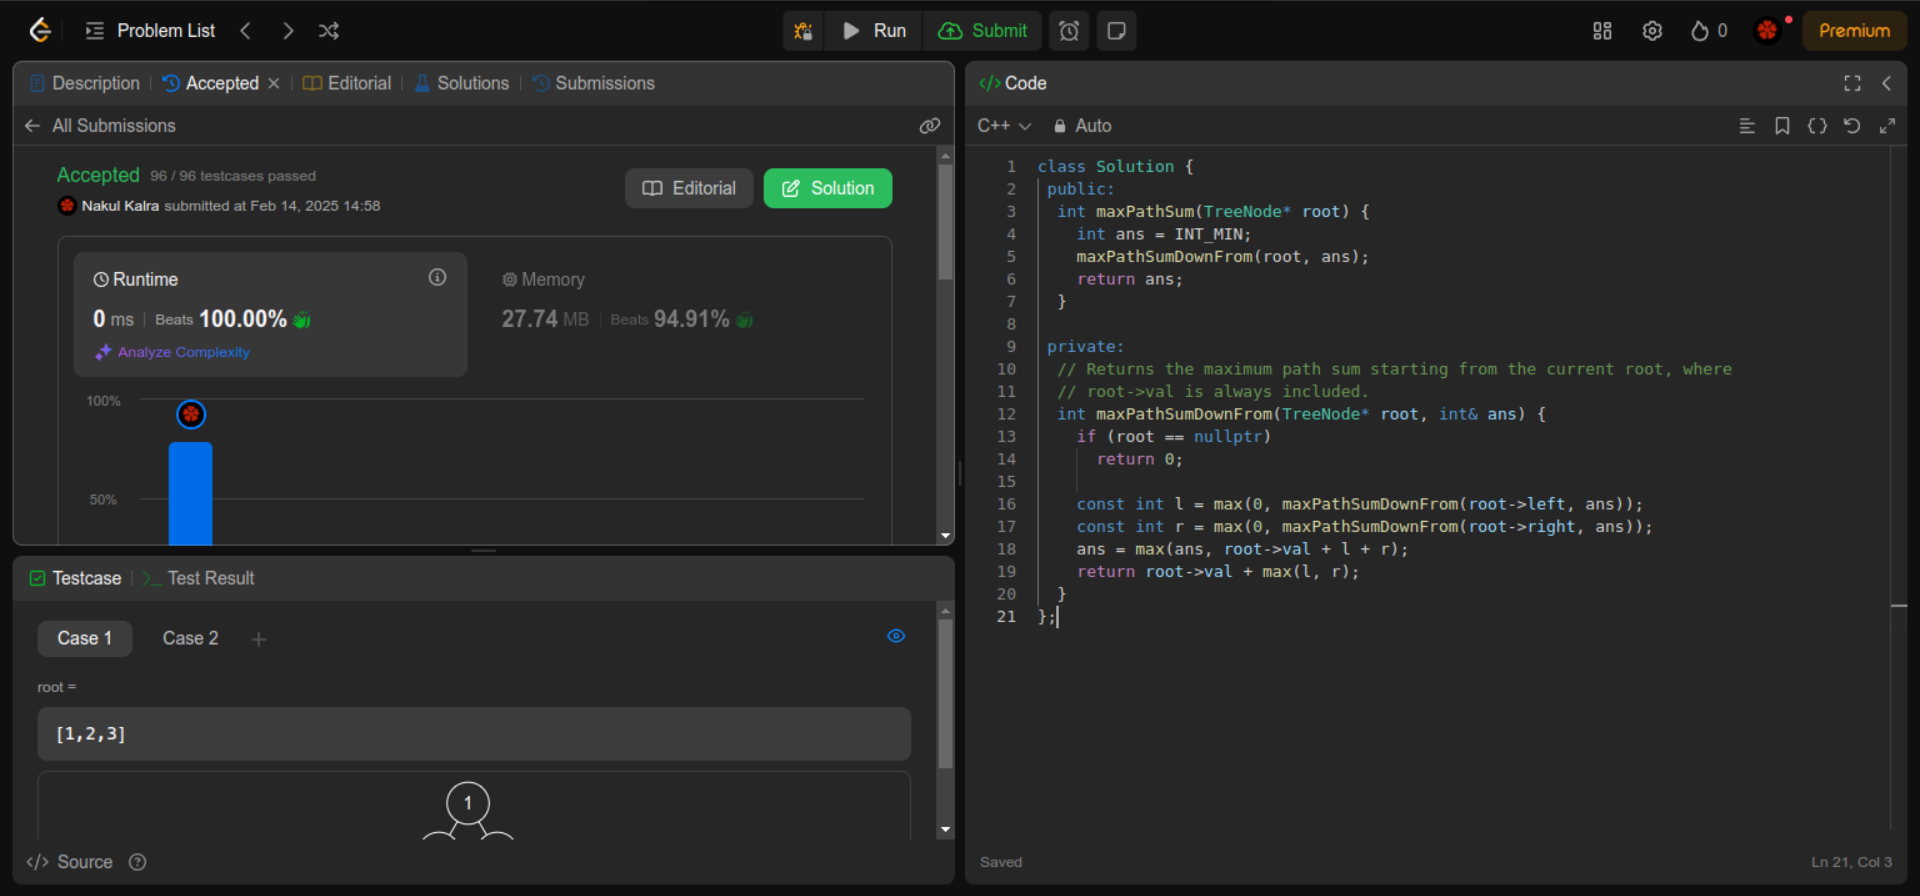 Problem List
Run
Submit
0
Premium
Description
Accepted
Editorial
Solutions
Submissions
All Submissions
Accepted 96 / 96 testcases passed
Nakul Kalra submitted at Feb 14, 2025 14:58
Editorial
Solution
Runtime
0 ms | Beats 100.00%
Analyze Complexity
Memory
27.74 MB | Beats 94.91%
100%
50%
Testcase
>_ Test Result
Case 1
Case 2
+
root =
[1,2,3]
1
</> Source
</> Code
C++
Auto
1 class Solution {
2 public:
3 int maxPathSum(TreeNode* root) {
4 int ans = INT_MIN;
5 maxPathSumDownFrom(root, ans);
6 return ans;
7 }
8
9 private:
10 // Returns the maximum path sum starting from the current root, where
11 // root->val is always included.
12 int maxPathSumDownFrom(TreeNode* root, int& ans) {
13 if (root == nullptr)
14 return 0;
15
16 const int l = max(0, maxPathSumDownFrom(root->left, ans));
17 const int r = max(0, maxPathSumDownFrom(root->right, ans));
18 ans = max(ans, root->val + l + r);
19 return root->val + max(l, r);
20 }
21 };
Saved
Ln 21, Col 3